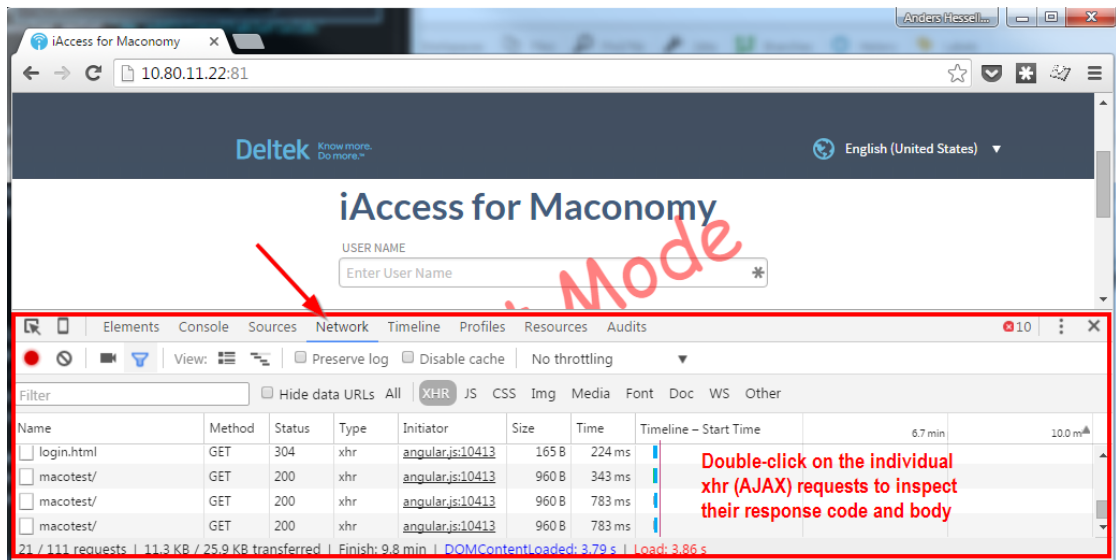 Anders Hessell...
iAccess for Maconomy
10.80.11.22:81
Deltek Know more. Do more.™
English (United States)
iAccess for Maconomy
USER NAME
Enter User Name
Mode
Elements Console Sources Network Timeline Profiles Resources Audits 10
View: Preserve log Disable cache No throttling
Filter Hide data URLs All XHR JS CSS Img Media Font Doc WS Other
Name Method Status Type Initiator Size Time Timeline – Start Time 6.7 min 10.0 m
login.html GET 304 xhr angular.js:10413 165 B 224 ms
macotest/ GET 200 xhr angular.js:10413 960 B 343 ms
macotest/ GET 200 xhr angular.js:10413 960 B 783 ms
macotest/ GET 200 xhr angular.js:10413 960 B 783 ms
Double-click on the individual
xhr (AJAX) requests to inspect
their response code and body
21 / 111 requests | 11.3 KB / 25.9 KB transferred | Finish: 9.8 min | DOMContentLoaded: 3.79 s | Load: 3.86 s